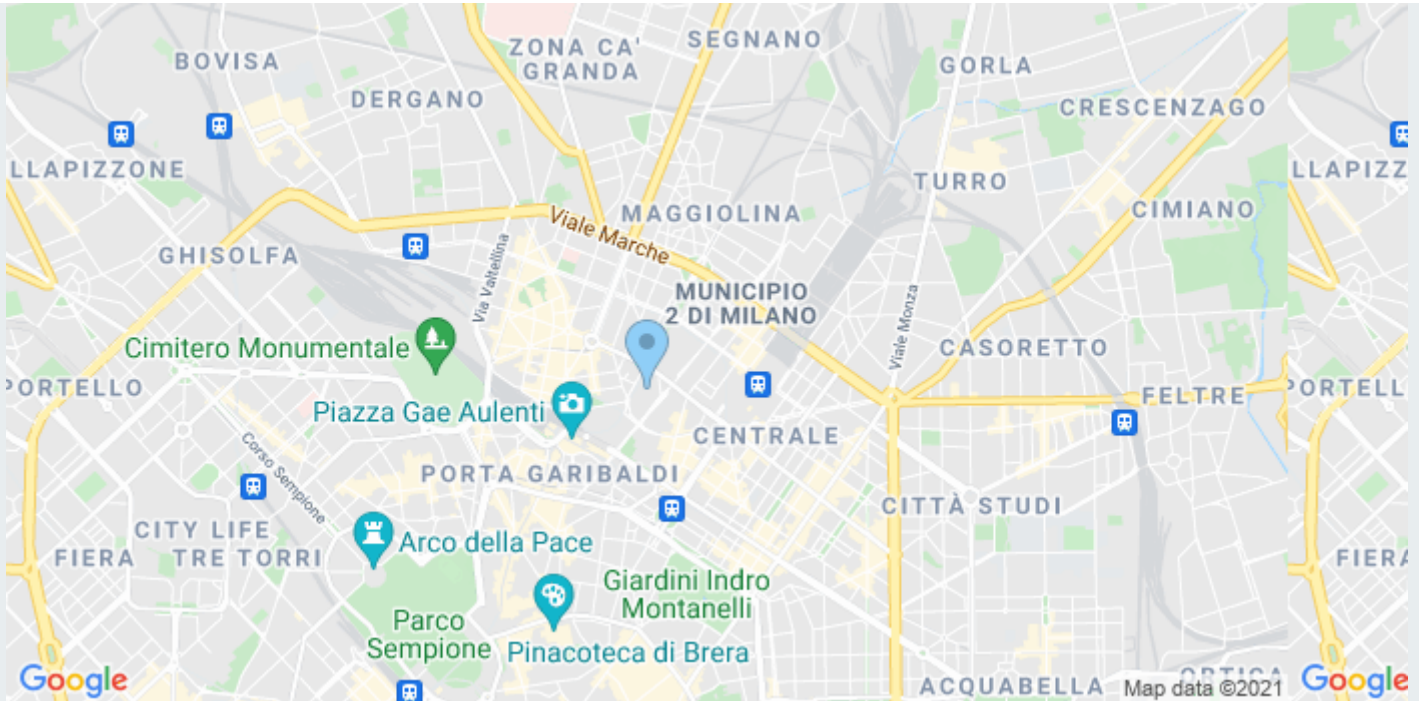 ZONA CA'
GRANDA
SEGNANO
BOVISA
GORLA
DERGANO
CRESCENZAGO
LLAPIZZONE
LLAPIZZ
TURRO
MAGGIOLINA
CIMIANO
Viale Marche
GHISOLFA
Via Valtellina
MUNICIPIO
2 DI MILANO
Viale Monza
Cimitero Monumentale
CASORETTO
PORTELLO
PORTELL
FELTRE
Piazza Gae Aulenti
CENTRALE
Corso Sempione
PORTA GARIBALDI
CITTÀ STUDI
CITY LIFE
TRE TORRI
FIERA
Arco della Pace
FIERA
Giardini Indro
Montanelli
Parco
Sempione
Pinacoteca di Brera
Google
ACQUABELLA
ORTICA
Map data ©2021
Google